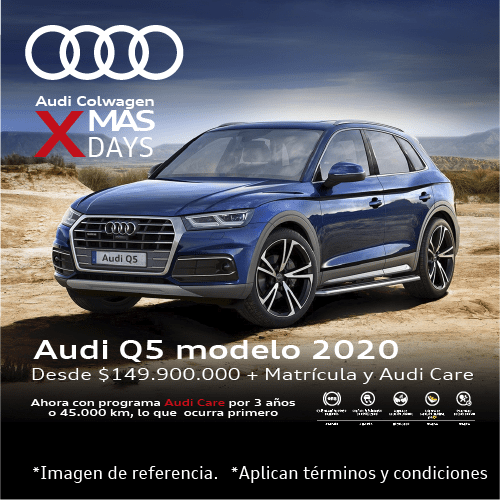 Audi Colwagen
XMAS
DAYS
Audi Q5
Audi Q5 modelo 2020
Desde $149.900.000 + Matrícula y Audi Care
Ahora con programa Audi Care por 3 años
o 45.000 km, lo que ocurra primero
*Imagen de referencia. *Aplican términos y condiciones